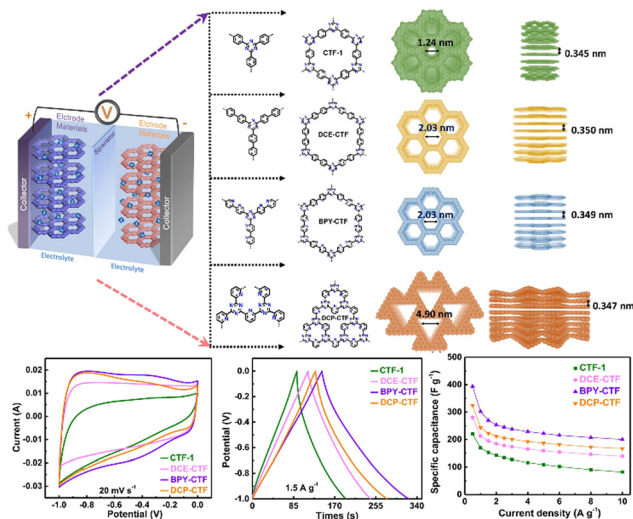 CTF-1
1.24 nm
0.345 nm
V
+
-
Elctrode
Materials
Separator
Elctrode
Materials
Collector
Collector
Electrolyte
Electrolyte
DCE-CTF
2.03 nm
0.350 nm
BPY-CTF
2.03 nm
0.349 nm
DCP-CTF
4.90 nm
0.347 nm
0.02
0.01
0.00
-0.01
-0.02
-0.03
Current (A)
CTF-1
DCE-CTF
BPY-CTF
DCP-CTF
20 mV s⁻¹
-1.0 -0.8 -0.6 -0.4 -0.2 0.0
Potential (V)
0.0
-0.2
-0.4
-0.6
-0.8
-1.0
Potential (V)
CTF-1
DCE-CTF
BPY-CTF
DCP-CTF
1.5 A g⁻¹
0 85 170 255 340
Times (s)
500
400
300
200
100
0
Specific capacitance (F g⁻¹)
CTF-1
DCE-CTF
BPY-CTF
DCP-CTF
0 2 4 6 8 10
Current density (A g⁻¹)